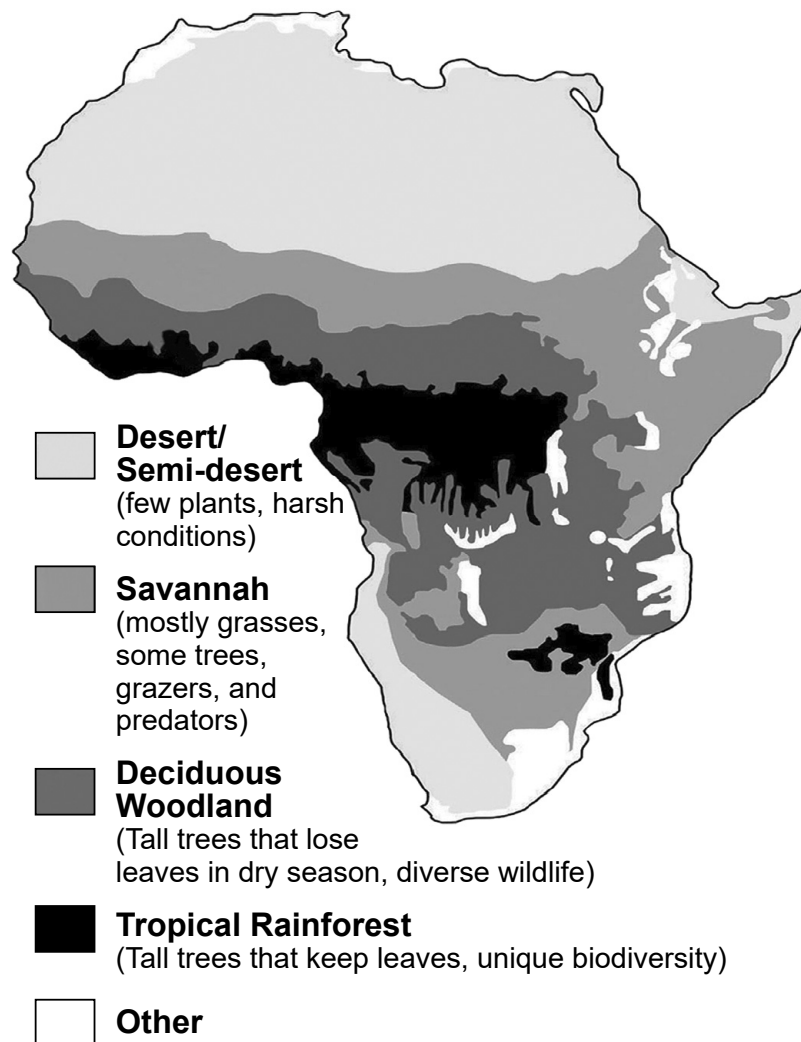 Desert/
Semi-desert
(few plants, harsh
conditions)
Savannah
(mostly grasses,
some trees,
grazers, and
predators)
Deciduous
Woodland
(Tall trees that lose
leaves in dry season, diverse wildlife)
Tropical Rainforest
(Tall trees that keep leaves, unique biodiversity)
Other